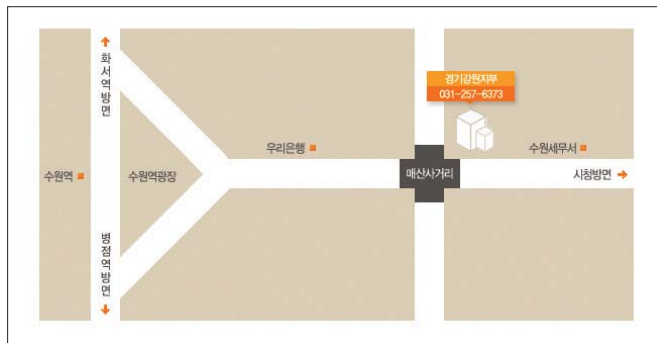 화서역방면
경기강원지부
031-257-6373
우리은행
수원세무서
수원역
수원역광장
매산사거리
시청방면
병점역방면